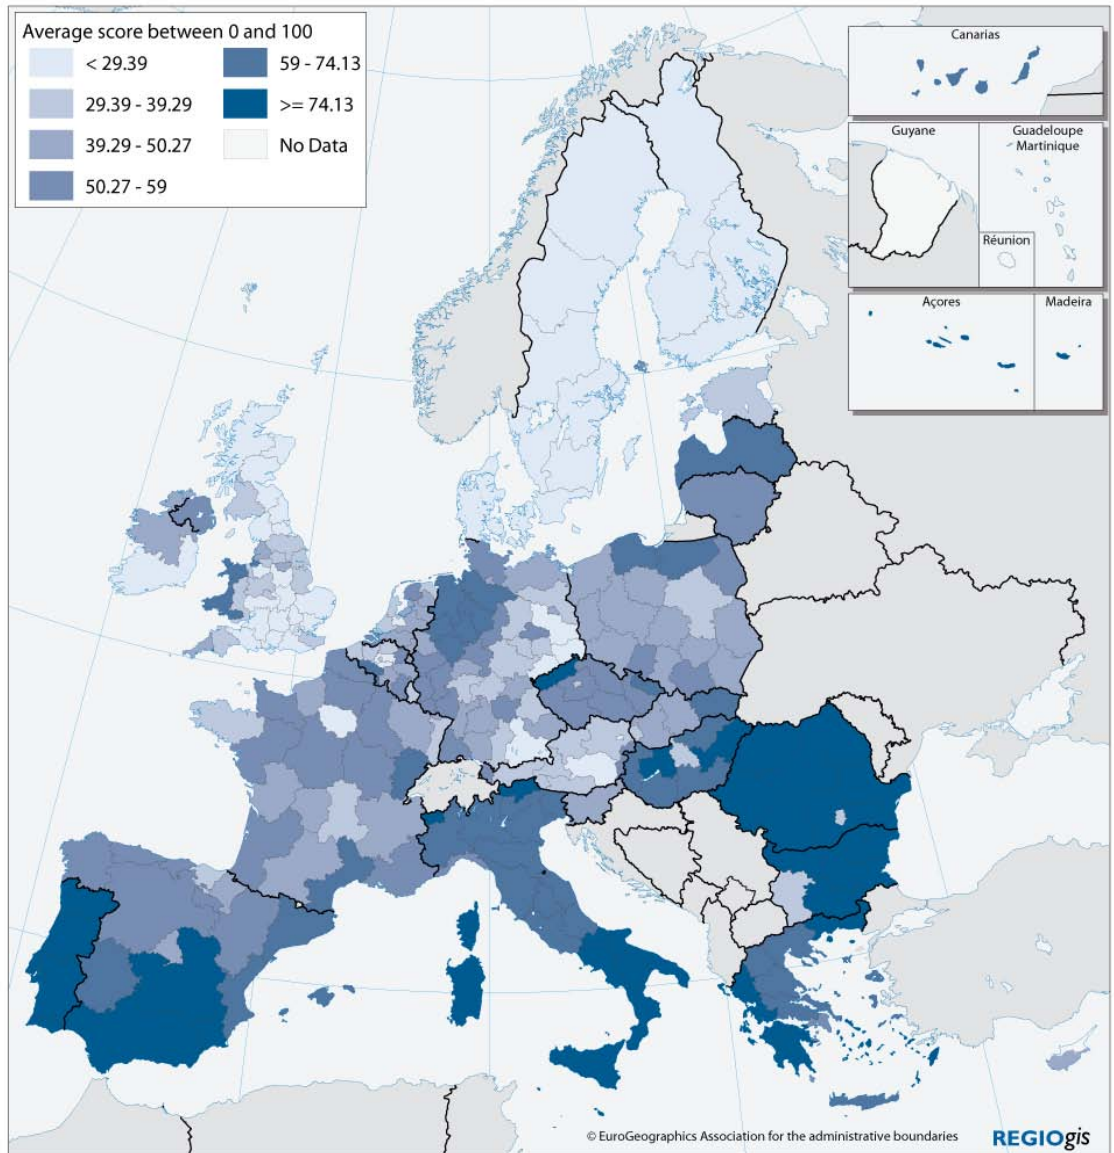 Average score between 0 and 100
< 29.39
29.39 - 39.29
39.29 - 50.27
50.27 - 59
59 - 74.13
>= 74.13
No Data
Canarias
Guyane
Guadeloupe
Martinique
Réunion
Açores
Madeira
© EuroGeographics Association for the administrative boundaries
REGIOgis